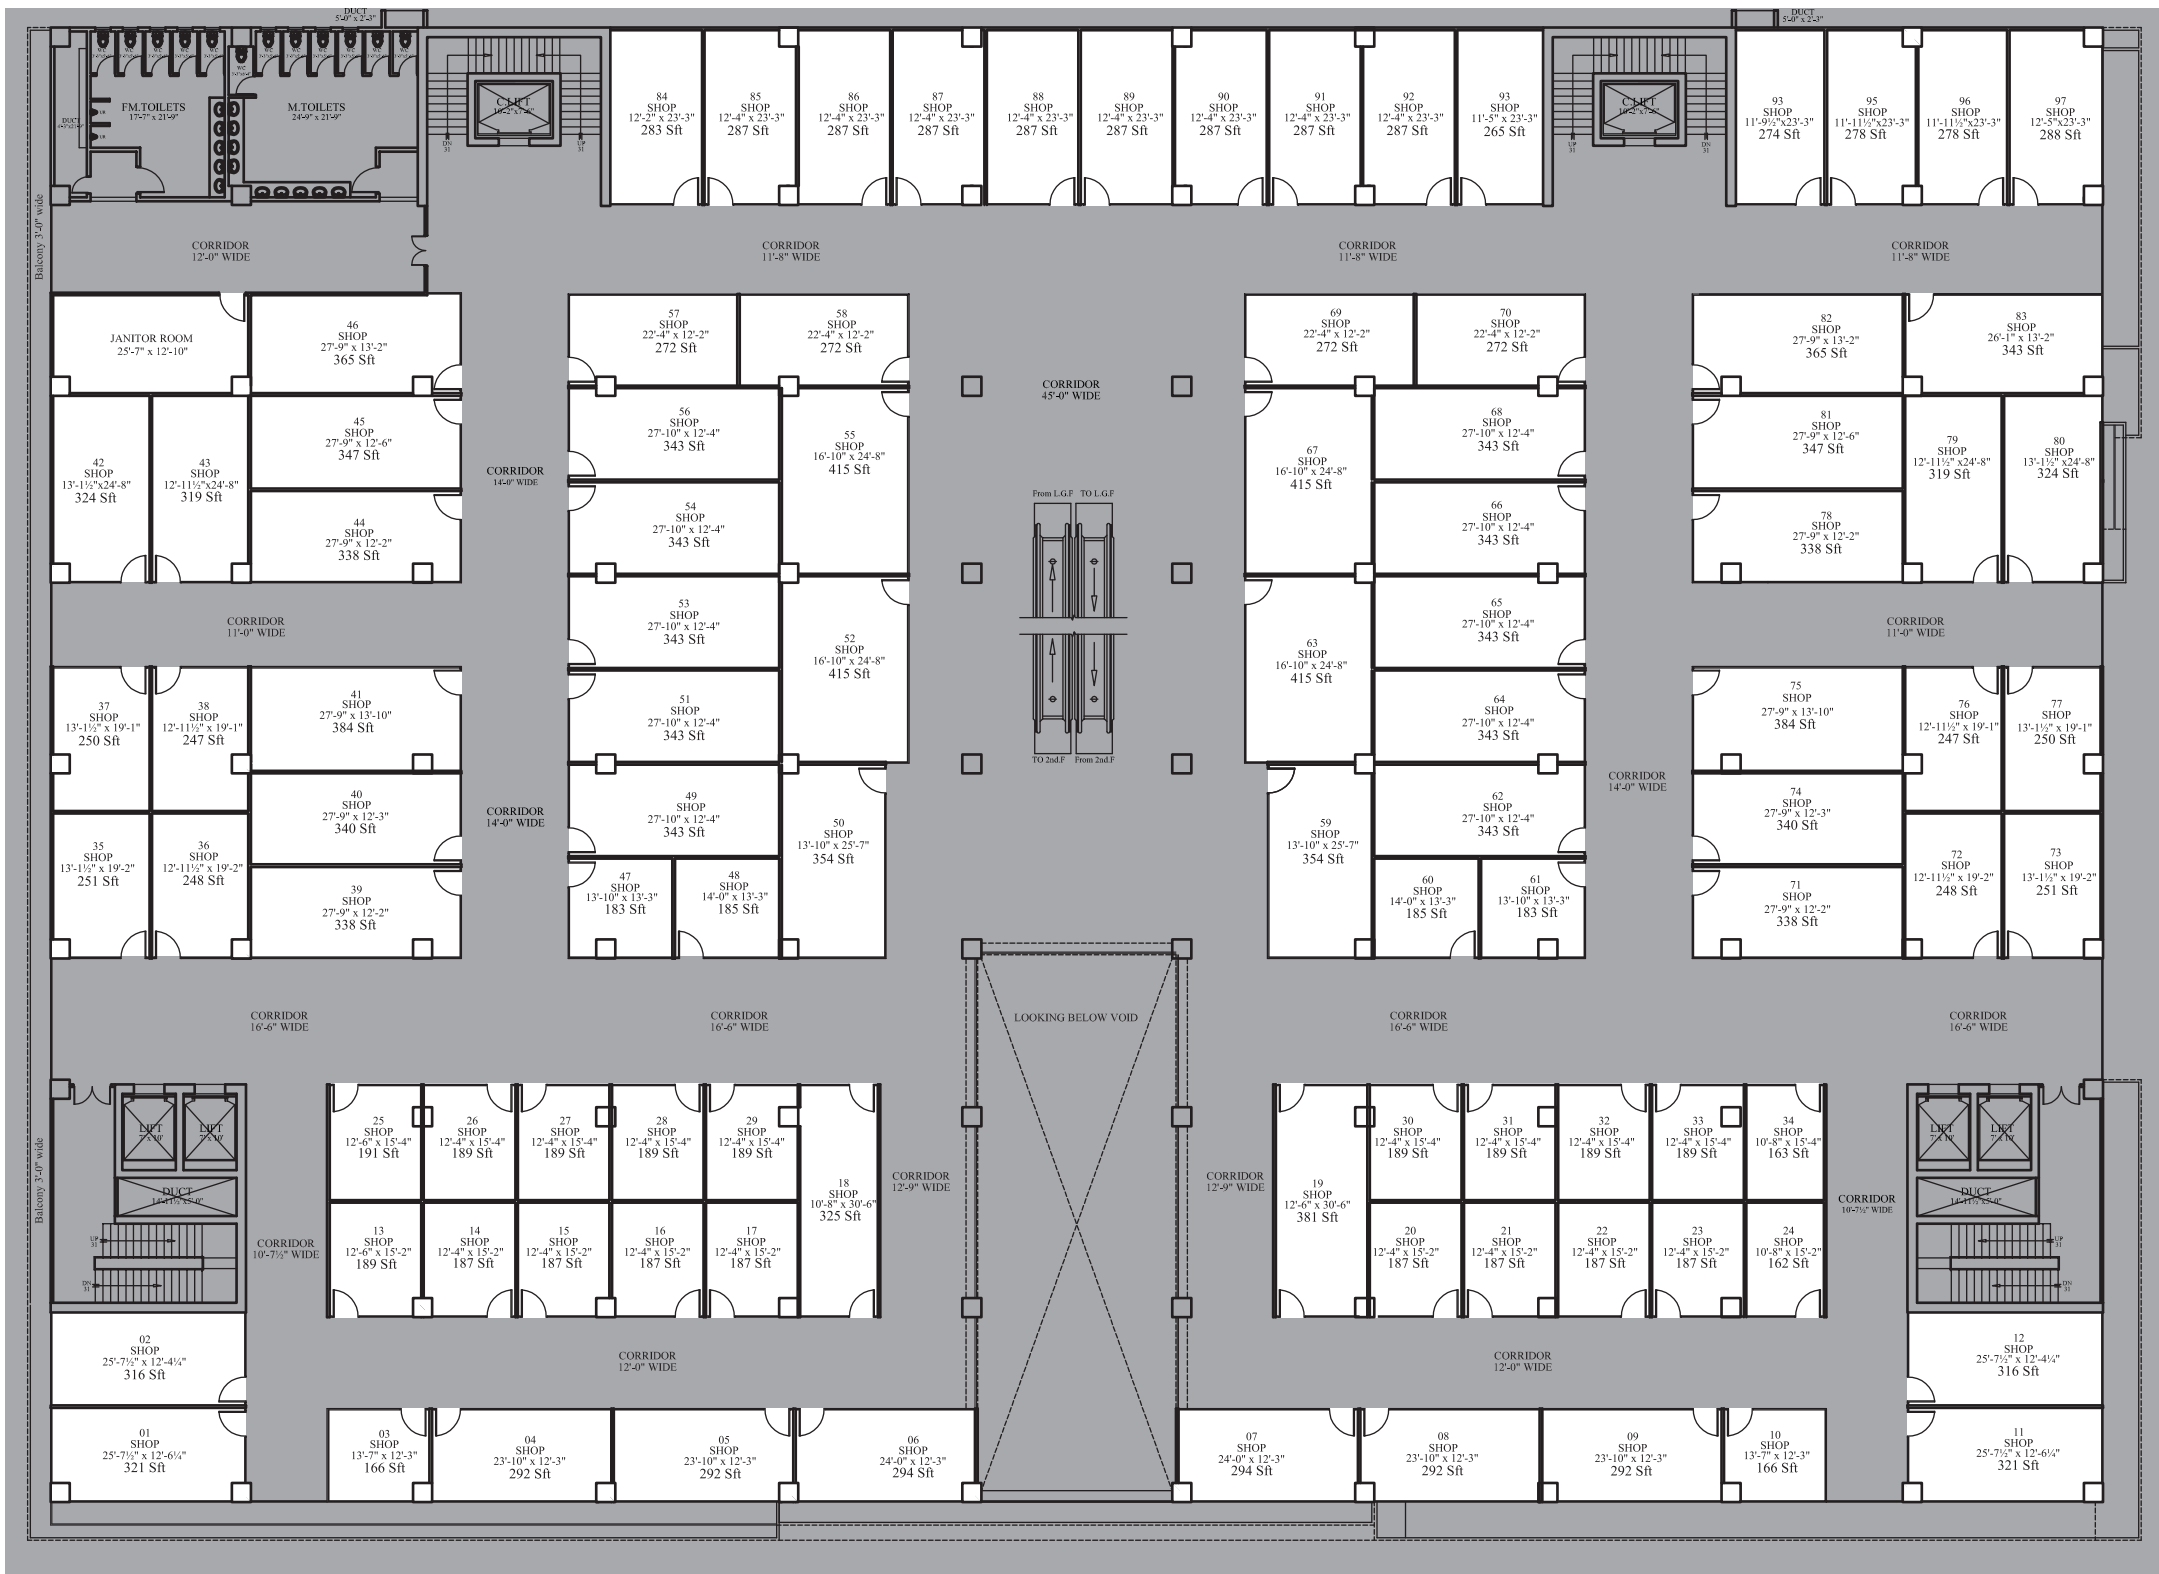 DUCT
5'-0" x 2'-3"
DUCT
5'-0" x 2'-3"
WC
WC
WC
WC
WC
WC
WC
WC
WC
WC
WC
FM.TOILETS
17'-7" x 21'-9"
M.TOILETS
24'-9" x 21'-9"
DUCT
UR
UR
C.LIFT
10'-2"x7'-6"
DN
31
UP
31
84
SHOP
12'-2" x 23'-3"
283 Sft
85
SHOP
12'-4" x 23'-3"
287 Sft
86
SHOP
12'-4" x 23'-3"
287 Sft
87
SHOP
12'-4" x 23'-3"
287 Sft
88
SHOP
12'-4" x 23'-3"
287 Sft
89
SHOP
12'-4" x 23'-3"
287 Sft
90
SHOP
12'-4" x 23'-3"
287 Sft
91
SHOP
12'-4" x 23'-3"
287 Sft
92
SHOP
12'-4" x 23'-3"
287 Sft
93
SHOP
11'-5" x 23'-3"
265 Sft
C.LIFT
10'-2"x7'-6"
UP
31
DN
31
93
SHOP
11'-9½"x23'-3"
274 Sft
95
SHOP
11'-11½"x23'-3"
278 Sft
96
SHOP
11'-11½"x23'-3"
278 Sft
97
SHOP
12'-5"x23'-3"
288 Sft
Balcony 3'-0" wide
CORRIDOR
12'-0" WIDE
CORRIDOR
11'-8" WIDE
CORRIDOR
11'-8" WIDE
CORRIDOR
11'-8" WIDE
JANITOR ROOM
25'-7" x 12'-10"
46
SHOP
27'-9" x 13'-2"
365 Sft
57
SHOP
22'-4" x 12'-2"
272 Sft
58
SHOP
22'-4" x 12'-2"
272 Sft
69
SHOP
22'-4" x 12'-2"
272 Sft
70
SHOP
22'-4" x 12'-2"
272 Sft
82
SHOP
27'-9" x 13'-2"
365 Sft
83
SHOP
26'-1" x 13'-2"
343 Sft
CORRIDOR
45'-0" WIDE
42
SHOP
13'-1½"x24'-8"
324 Sft
43
SHOP
12'-11½"x24'-8"
319 Sft
45
SHOP
27'-9" x 12'-6"
347 Sft
44
SHOP
27'-9" x 12'-2"
338 Sft
CORRIDOR
14'-0" WIDE
56
SHOP
27'-10" x 12'-4"
343 Sft
55
SHOP
16'-10" x 24'-8"
415 Sft
54
SHOP
27'-10" x 12'-4"
343 Sft
From L.G.F
TO L.G.F
67
SHOP
16'-10" x 24'-8"
415 Sft
68
SHOP
27'-10" x 12'-4"
343 Sft
66
SHOP
27'-10" x 12'-4"
343 Sft
81
SHOP
27'-9" x 12'-6"
347 Sft
78
SHOP
27'-9" x 12'-2"
338 Sft
79
SHOP
12'-11½"x24'-8"
319 Sft
80
SHOP
13'-1½"x24'-8"
324 Sft
CORRIDOR
11'-0" WIDE
53
SHOP
27'-10" x 12'-4"
343 Sft
52
SHOP
16'-10" x 24'-8"
415 Sft
63
SHOP
16'-10" x 24'-8"
415 Sft
65
SHOP
27'-10" x 12'-4"
343 Sft
CORRIDOR
11'-0" WIDE
37
SHOP
13'-1½" x 19'-1"
250 Sft
38
SHOP
12'-11½" x 19'-1"
247 Sft
41
SHOP
27'-9" x 13'-10"
384 Sft
51
SHOP
27'-10" x 12'-4"
343 Sft
TO 2nd.F
From 2nd.F
64
SHOP
27'-10" x 12'-4"
343 Sft
75
SHOP
27'-9" x 13'-10"
384 Sft
76
SHOP
12'-11½" x 19'-1"
247 Sft
77
SHOP
13'-1½" x 19'-1"
250 Sft
40
SHOP
27'-9" x 12'-3"
340 Sft
CORRIDOR
14'-0" WIDE
49
SHOP
27'-10" x 12'-4"
343 Sft
50
SHOP
13'-10" x 25'-7"
354 Sft
59
SHOP
13'-10" x 25'-7"
354 Sft
62
SHOP
27'-10" x 12'-4"
343 Sft
CORRIDOR
14'-0" WIDE
74
SHOP
27'-9" x 12'-3"
340 Sft
35
SHOP
13'-1½" x 19'-2"
251 Sft
36
SHOP
12'-11½" x 19'-2"
248 Sft
39
SHOP
27'-9" x 12'-2"
338 Sft
47
SHOP
13'-10" x 13'-3"
183 Sft
48
SHOP
14'-0" x 13'-3"
185 Sft
60
SHOP
14'-0" x 13'-3"
185 Sft
61
SHOP
13'-10" x 13'-3"
183 Sft
71
SHOP
27'-9" x 12'-2"
338 Sft
72
SHOP
12'-11½" x 19'-2"
248 Sft
73
SHOP
13'-1½" x 19'-2"
251 Sft
CORRIDOR
16'-6" WIDE
CORRIDOR
16'-6" WIDE
LOOKING BELOW VOID
CORRIDOR
16'-6" WIDE
CORRIDOR
16'-6" WIDE
Balcony 3'-0" wide
LIFT
7'x 10'
LIFT
7'x 10'
DUCT
14'-11½"x5'-0"
UP
31
DN
31
25
SHOP
12'-6" x 15'-4"
191 Sft
26
SHOP
12'-4" x 15'-4"
189 Sft
27
SHOP
12'-4" x 15'-4"
189 Sft
28
SHOP
12'-4" x 15'-4"
189 Sft
29
SHOP
12'-4" x 15'-4"
189 Sft
18
SHOP
10'-8" x 30'-6"
325 Sft
CORRIDOR
12'-9" WIDE
CORRIDOR
12'-9" WIDE
19
SHOP
12'-6" x 30'-6"
381 Sft
30
SHOP
12'-4" x 15'-4"
189 Sft
31
SHOP
12'-4" x 15'-4"
189 Sft
32
SHOP
12'-4" x 15'-4"
189 Sft
33
SHOP
12'-4" x 15'-4"
189 Sft
34
SHOP
10'-8" x 15'-4"
163 Sft
CORRIDOR
10'-7½" WIDE
LIFT
7'x 10'
LIFT
7'x 10'
DUCT
14'-11½"x5'-0"
UP
31
DN
31
CORRIDOR
10'-7½" WIDE
13
SHOP
12'-6" x 15'-2"
189 Sft
14
SHOP
12'-4" x 15'-2"
187 Sft
15
SHOP
12'-4" x 15'-2"
187 Sft
16
SHOP
12'-4" x 15'-2"
187 Sft
17
SHOP
12'-4" x 15'-2"
187 Sft
20
SHOP
12'-4" x 15'-2"
187 Sft
21
SHOP
12'-4" x 15'-2"
187 Sft
22
SHOP
12'-4" x 15'-2"
187 Sft
23
SHOP
12'-4" x 15'-2"
187 Sft
24
SHOP
10'-8" x 15'-2"
162 Sft
02
SHOP
25'-7½" x 12'-4¼"
316 Sft
CORRIDOR
12'-0" WIDE
CORRIDOR
12'-0" WIDE
12
SHOP
25'-7½" x 12'-4¼"
316 Sft
01
SHOP
25'-7½" x 12'-6¼"
321 Sft
03
SHOP
13'-7" x 12'-3"
166 Sft
04
SHOP
23'-10" x 12'-3"
292 Sft
05
SHOP
23'-10" x 12'-3"
292 Sft
06
SHOP
24'-0" x 12'-3"
294 Sft
07
SHOP
24'-0" x 12'-3"
294 Sft
08
SHOP
23'-10" x 12'-3"
292 Sft
09
SHOP
23'-10" x 12'-3"
292 Sft
10
SHOP
13'-7" x 12'-3"
166 Sft
11
SHOP
25'-7½" x 12'-6¼"
321 Sft